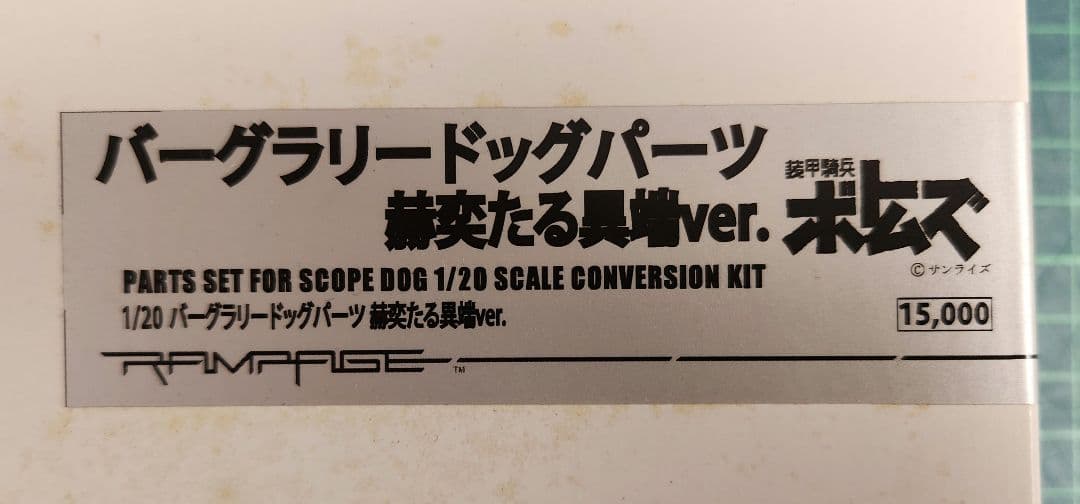 バーグラリードッグパーツ
赫奕たる異端ver.
装甲騎兵
ボトムズ
©サンライズ
PARTS SET FOR SCOPE DOG 1/20 SCALE CONVERSION KIT
1/20 バーグラリードッグパーツ 赫奕たる異端ver.
15,000
RAMPAGE TM